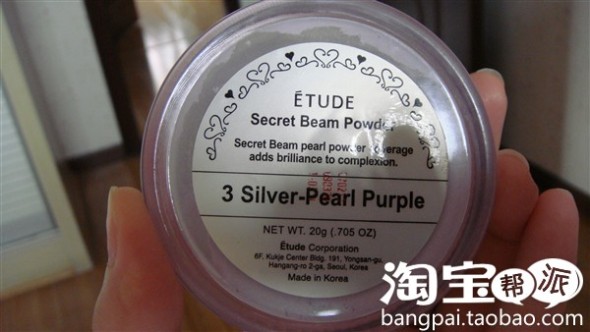 ÉTUDE
Secret Beam Powder
Secret Beam pearl powder coverage
adds brilliance to complexion.
3 Silver-Pearl Purple
NET WT. 20g (.705 OZ)
Étude Corporation
6F, Kukje Center Bldg. 191, Yongsan-gu,
Hangang-ro 2-ga, Seoul, Korea
Made in Korea
淘宝帮派
bangpai.taobao.com